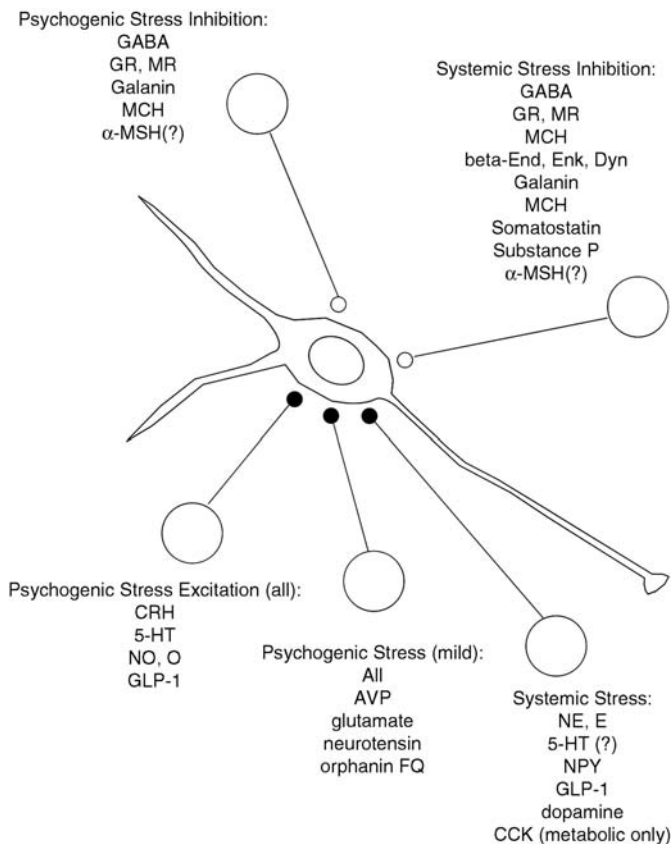 Psychogenic Stress Inhibition:
GABA
GR, MR
Galanin
MCH
α-MSH(?)
Systemic Stress Inhibition:
GABA
GR, MR
MCH
beta-End, Enk, Dyn
Galanin
MCH
Somatostatin
Substance P
α-MSH(?)
Psychogenic Stress Excitation (all):
CRH
5-HT
NO, O
GLP-1
Psychogenic Stress (mild):
All
AVP
glutamate
neurotensin
orphanin FQ
Systemic Stress:
NE, E
5-HT (?)
NPY
GLP-1
dopamine
CCK (metabolic only)